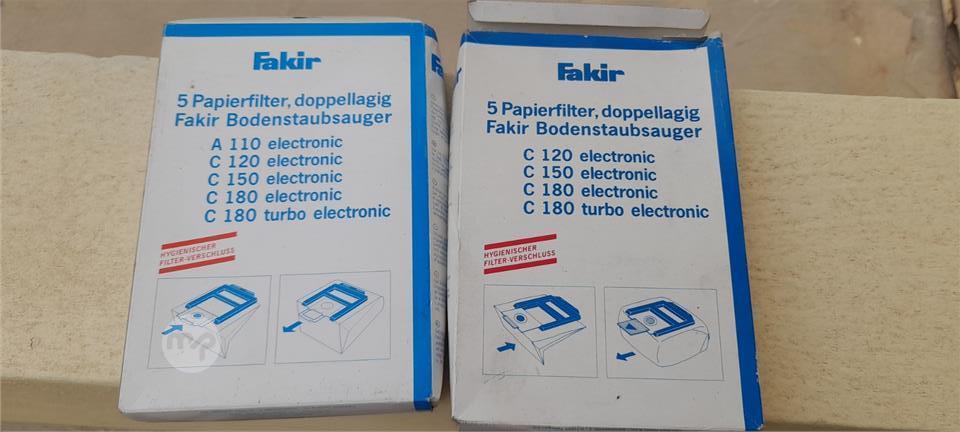 Fakir
5 Papierfilter, doppellagig
Fakir Bodenstaubsauger
A 110 electronic
C 120 electronic
C 150 electronic
C 180 electronic
C 180 turbo electronic
HYGIENISCHER
FILTER-VERSCHLUSS
mp
Fakir
5 Papierfilter, doppellagig
Fakir Bodenstaubsauger
C 120 electronic
C 150 electronic
C 180 electronic
C 180 turbo electronic
HYGIENISCHER
FILTER-VERSCHLUSS